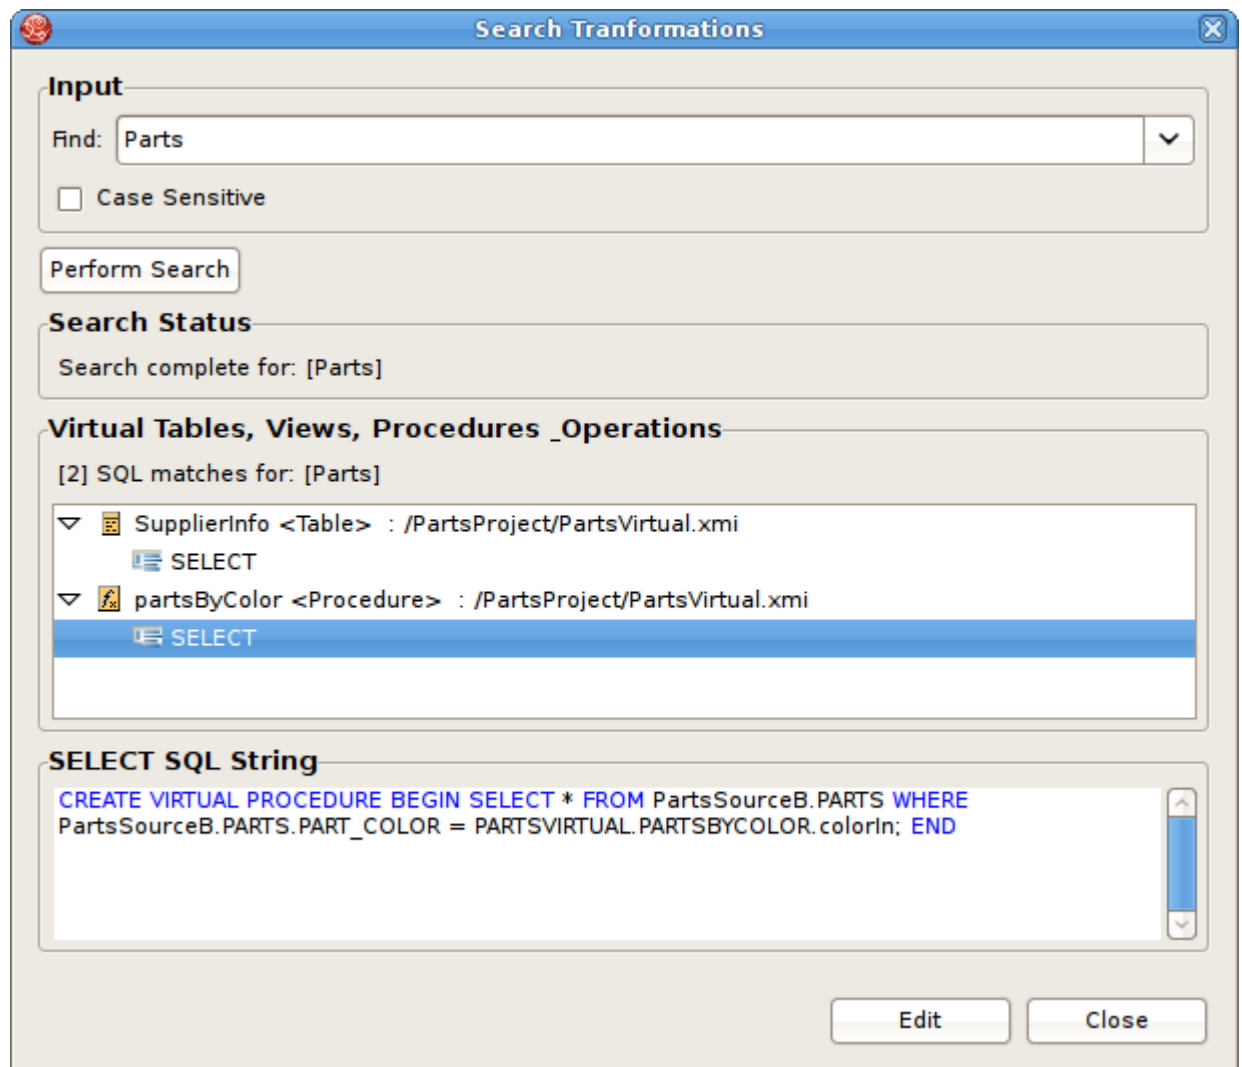 Search Tranformations
Input
Find: Parts
Case Sensitive
Perform Search
Search Status
Search complete for: [Parts]
Virtual Tables, Views, Procedures _Operations
[2] SQL matches for: [Parts]
SupplierInfo <Table>  : /PartsProject/PartsVirtual.xmi
SELECT
partsByColor <Procedure>  : /PartsProject/PartsVirtual.xmi
SELECT
SELECT SQL String
CREATE VIRTUAL PROCEDURE BEGIN SELECT * FROM PartsSourceB.PARTS WHERE
PartsSourceB.PARTS.PART_COLOR = PARTSVIRTUAL.PARTSBYCOLOR.colorIn; END
Edit Close